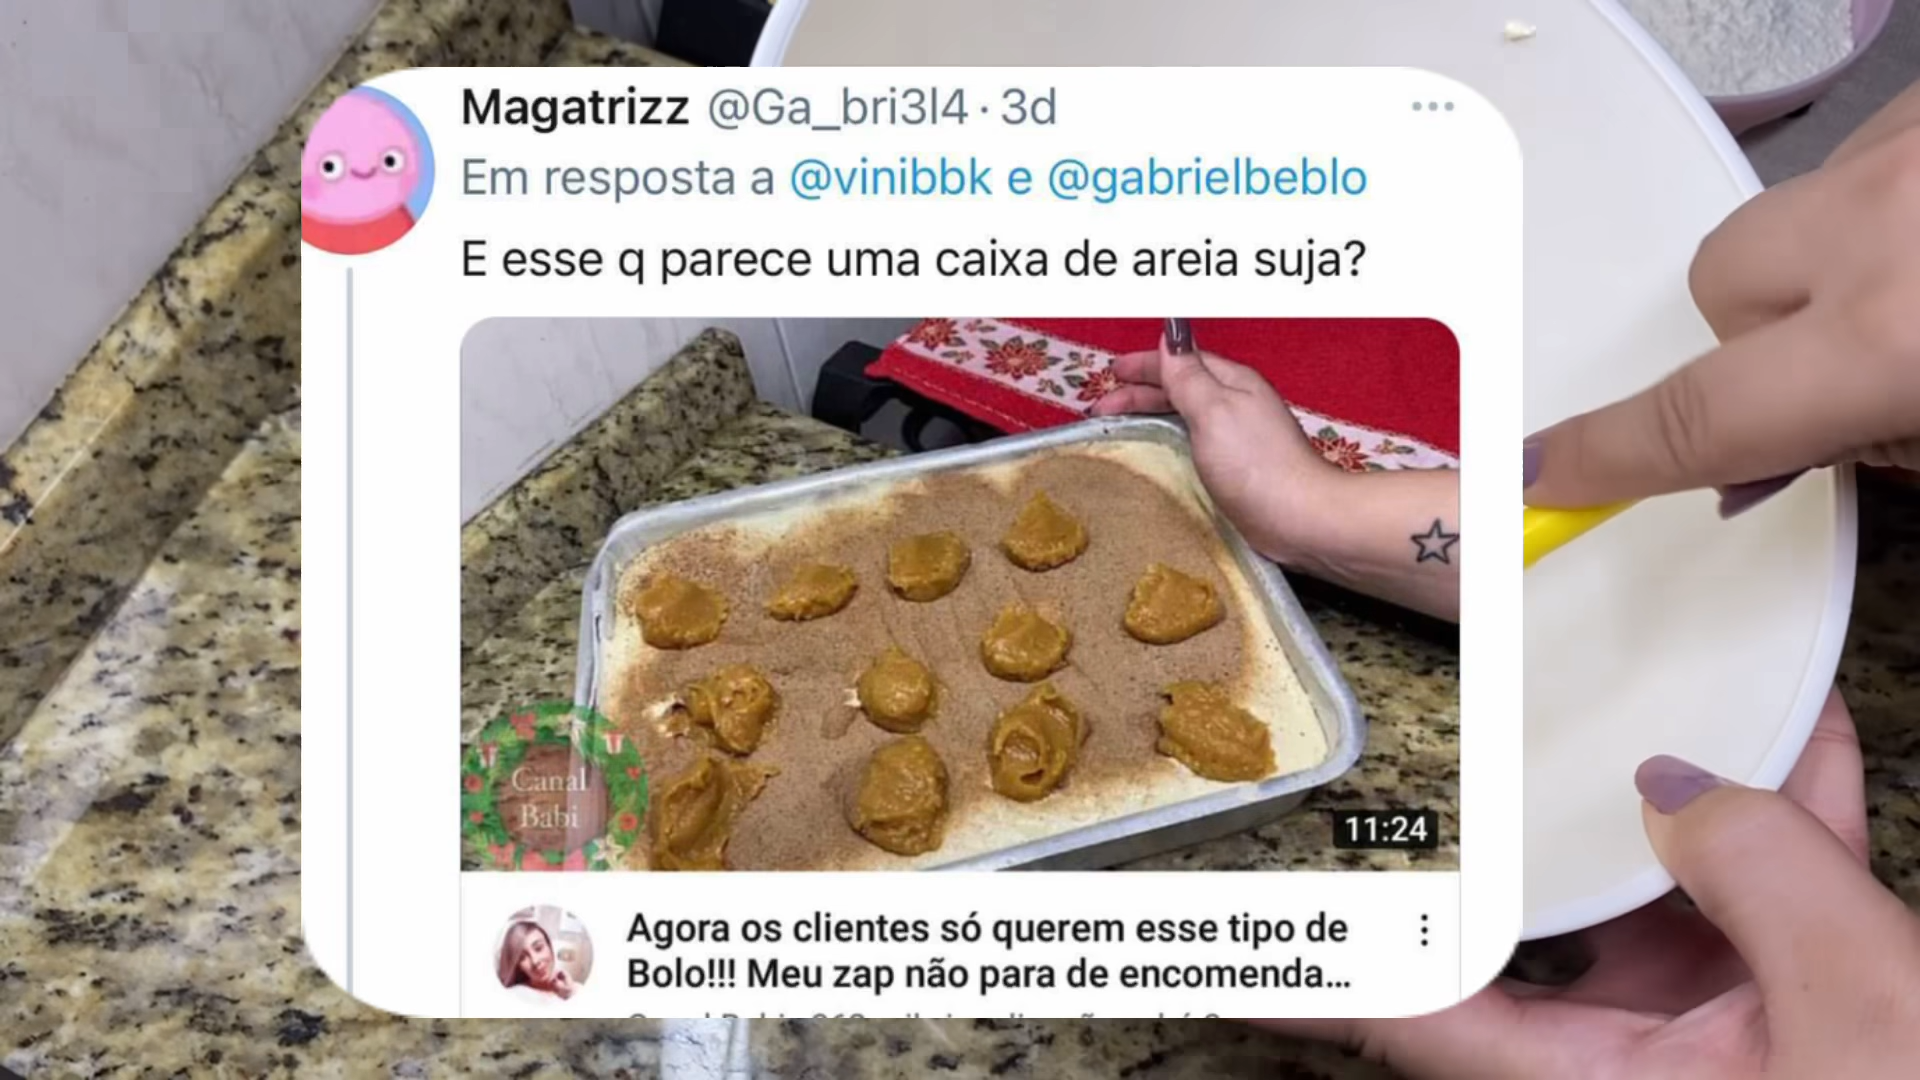 Magatrizz @Ga_bri3l4 · 3d
Em resposta a @vinibbk e @gabrielbeblo
E esse q parece uma caixa de areia suja?
Canal
Babi
11:24
Agora os clientes só querem esse tipo de
Bolo!!! Meu zap não para de encomenda...